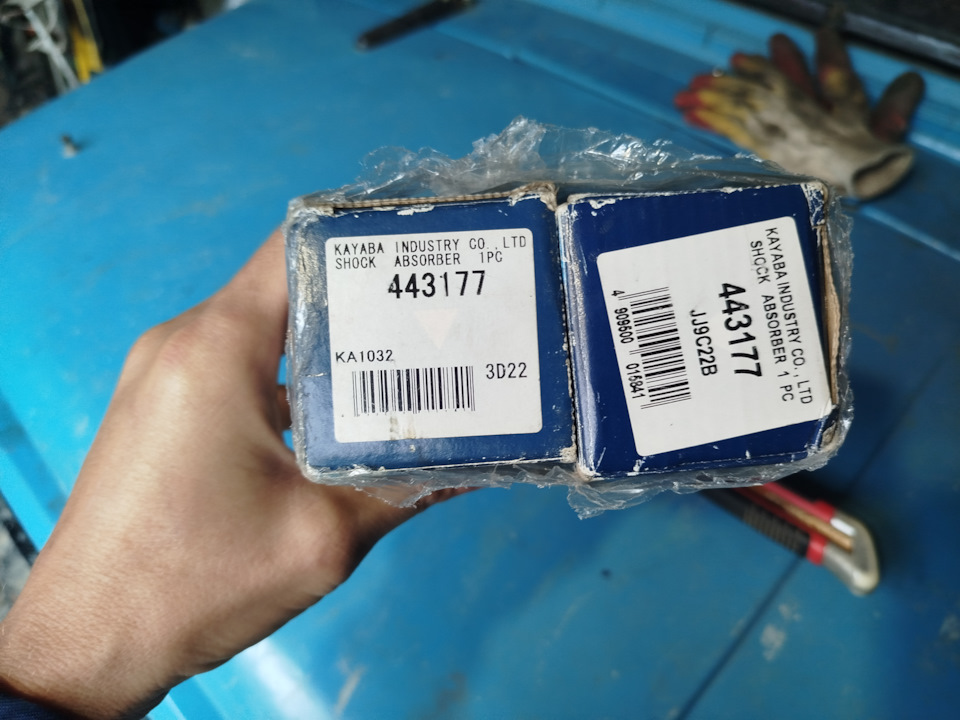 KAYABA INDUSTRY CO.,LTD
SHOCK ABSORBER 1PC
443177
KA1032
3D22
KAYABA INDUSTRY CO., LTD
SHOCK ABSORBER 1 PC
443177
JJ9C22B
4 909500 015841